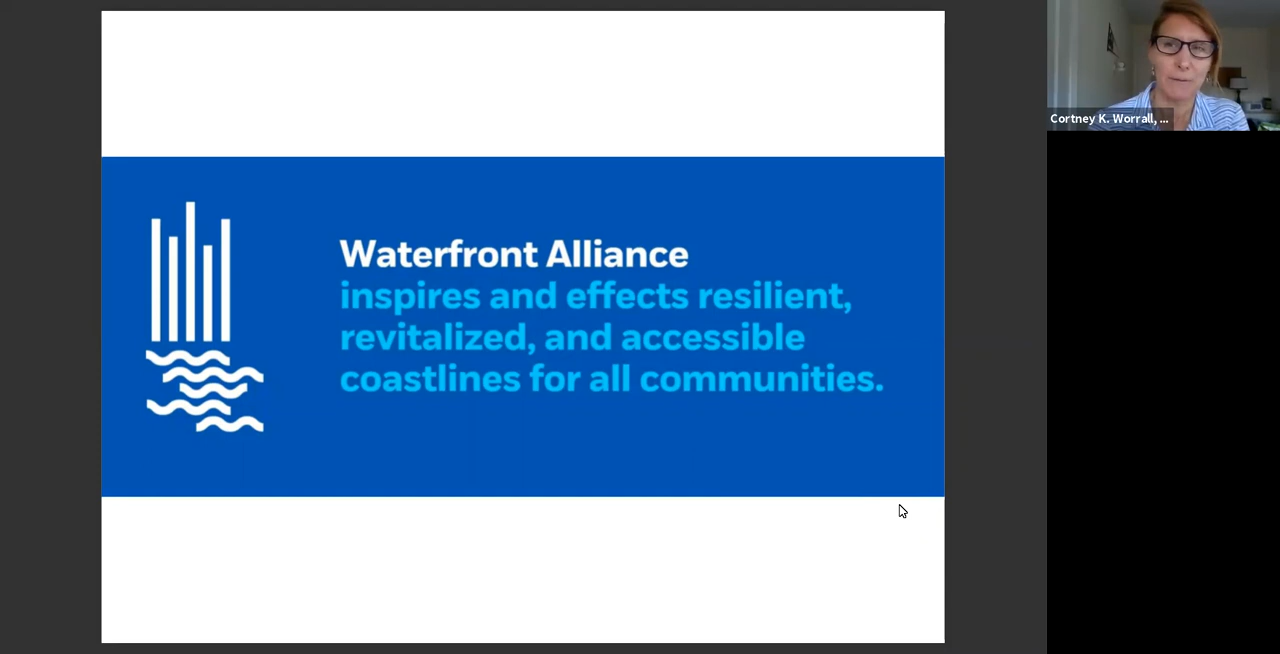 Waterfront Alliance
inspires and effects resilient,
revitalized, and accessible
coastlines for all communities.
Cortney K. Worrall, ...